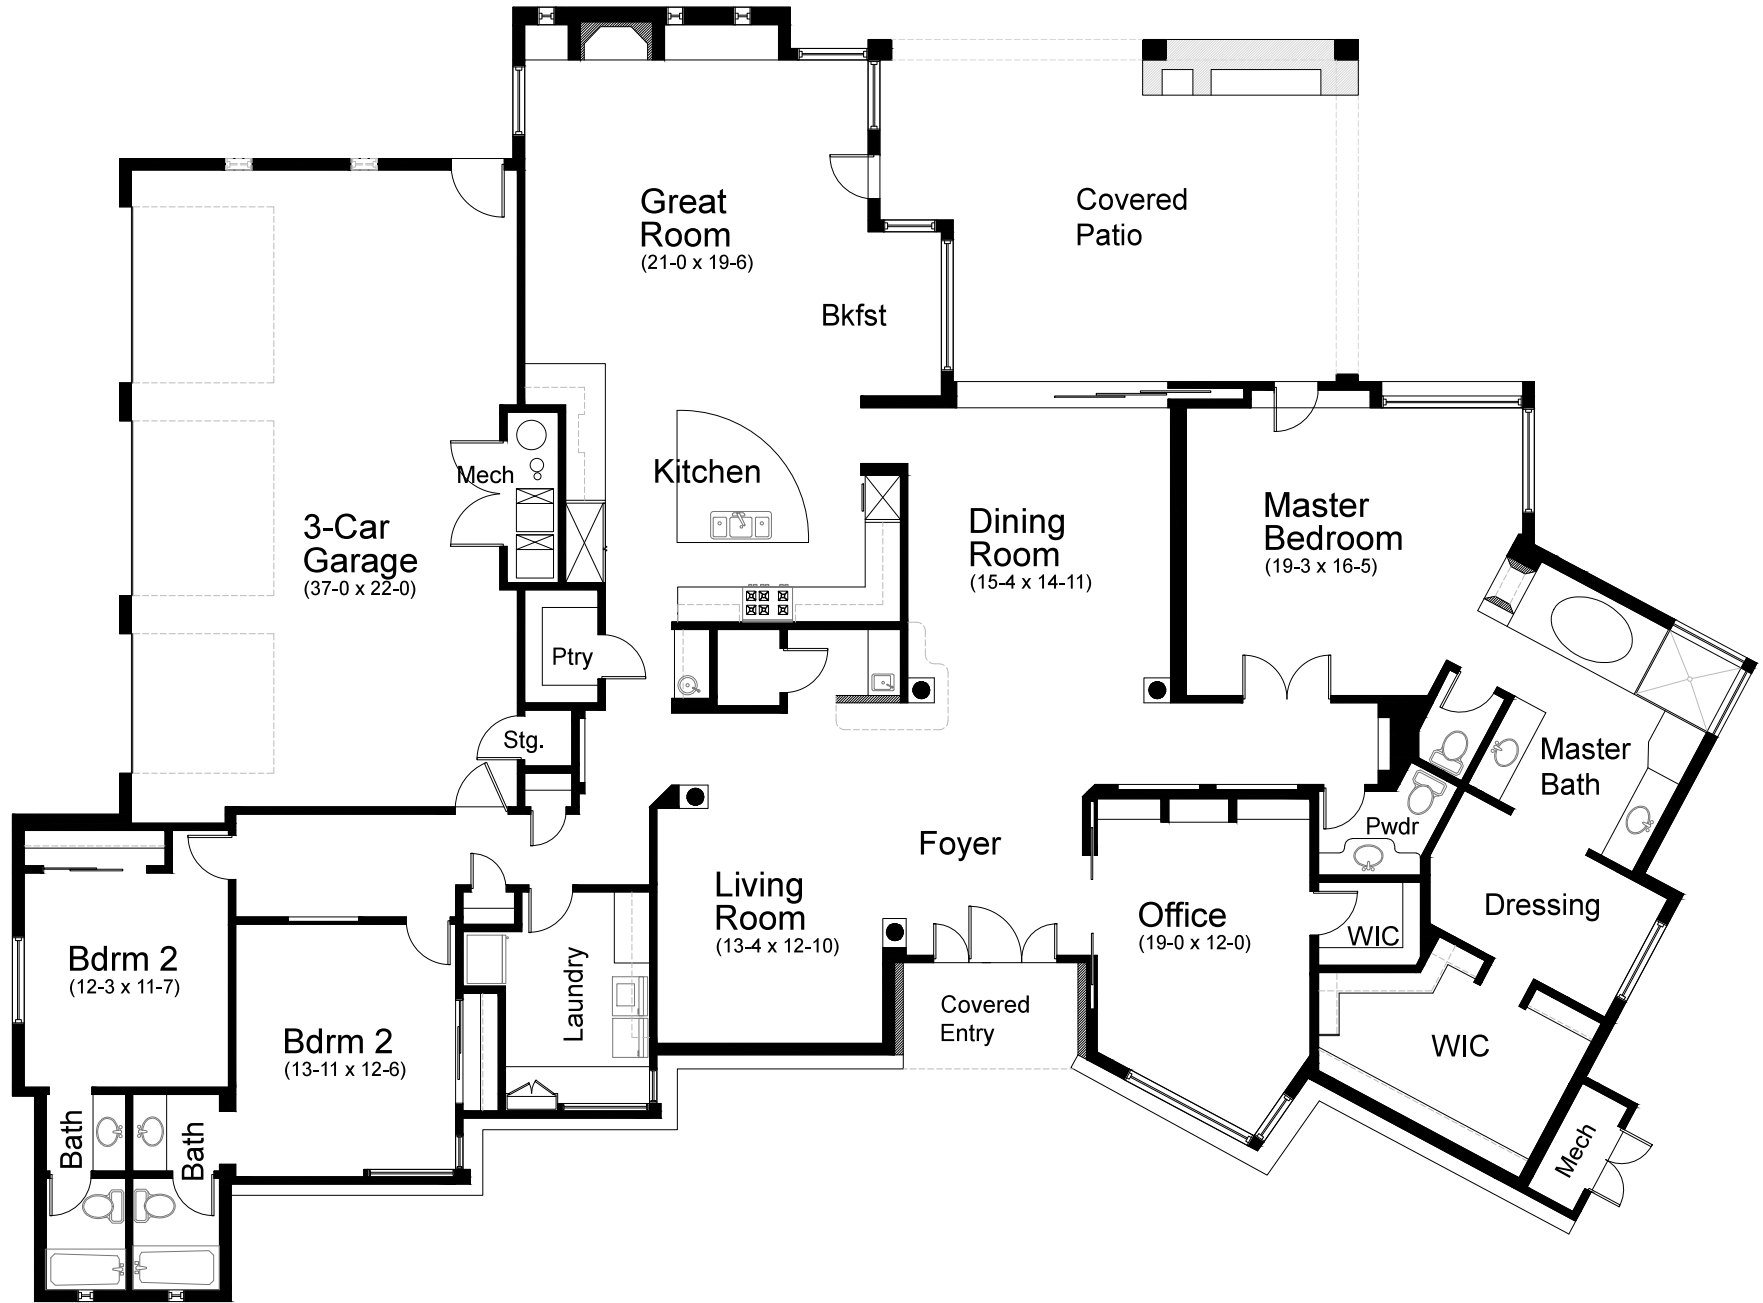 Great
Room
(21-0 x 19-6)
Covered
Patio
Bkfst
Kitchen
Mech
3-Car
Garage
(37-0 x 22-0)
Dining
Room
(15-4 x 14-11)
Master
Bedroom
(19-3 x 16-5)
Ptry
Stg.
Master
Bath
Pwdr
Foyer
Living
Room
(13-4 x 12-10)
Office
(19-0 x 12-0)
WIC
Dressing
Bdrm 2
(12-3 x 11-7)
Bdrm 2
(13-11 x 12-6)
Laundry
Covered
Entry
WIC
Bath
Bath
Mech